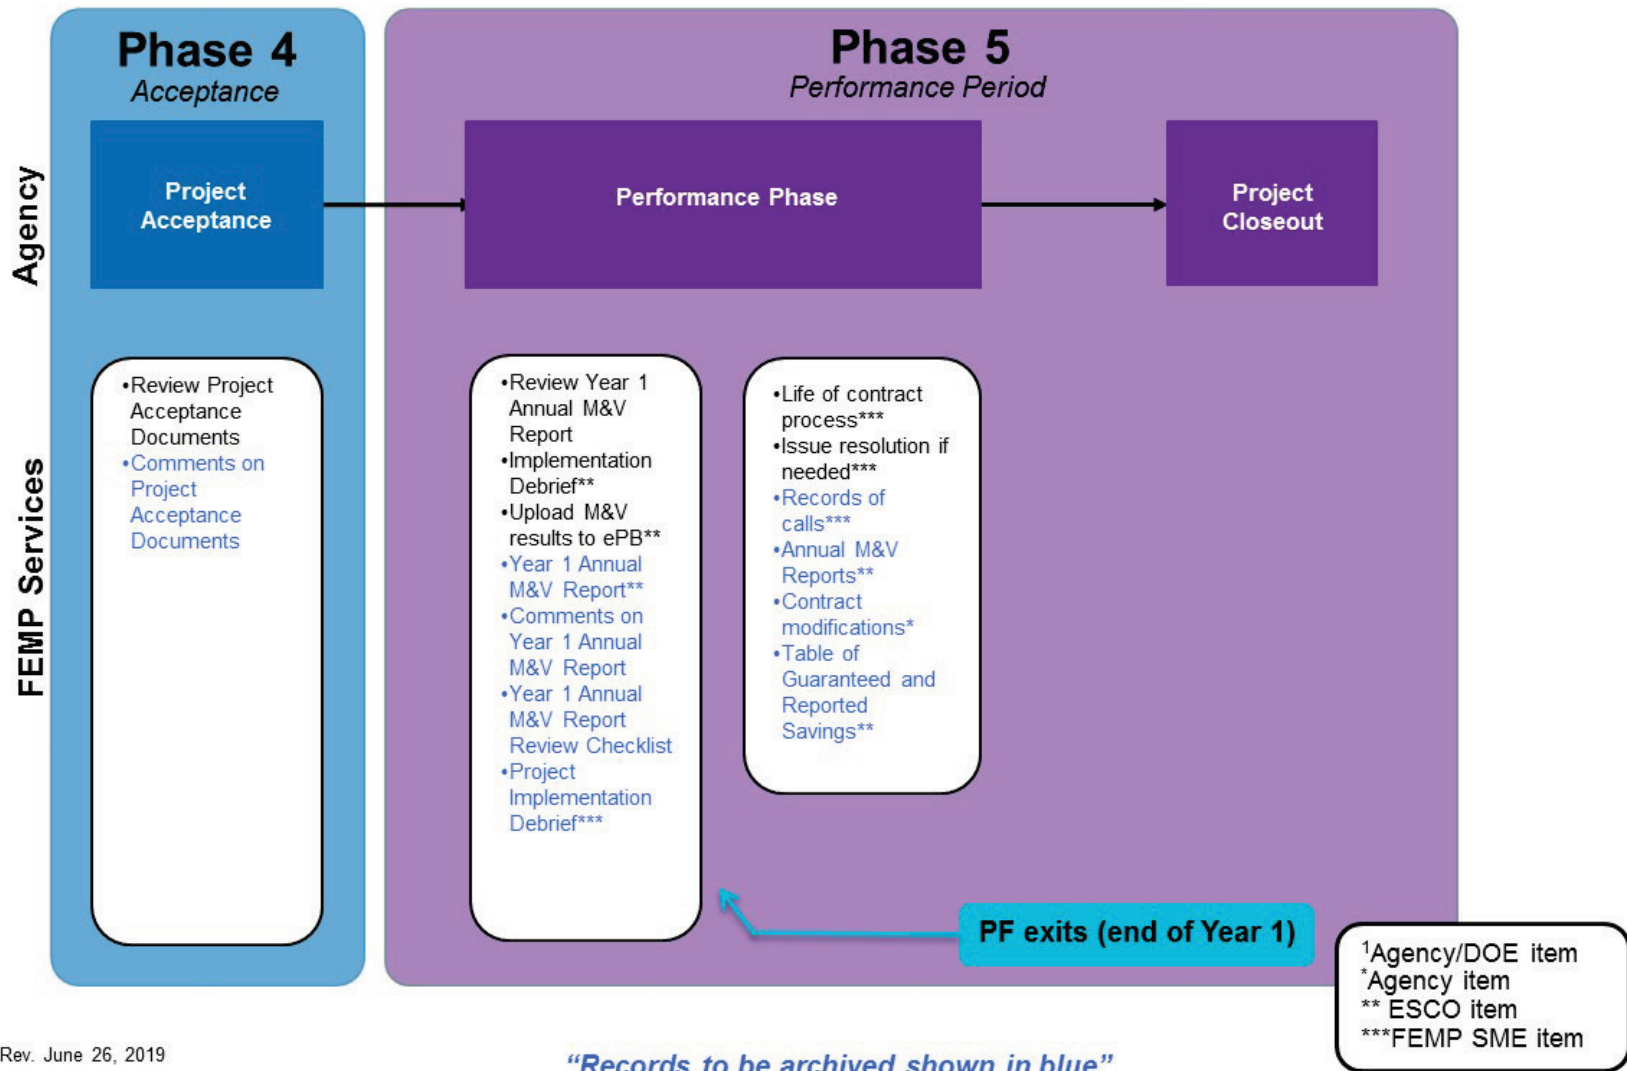 Phase 4
Acceptance
Phase 5
Performance Period
Agency
Project
Acceptance
Performance Phase
Project
Closeout
FEMP Services
•Review Project
Acceptance
Documents
•Comments on
Project
Acceptance
Documents
•Review Year 1
Annual M&V
Report
•Implementation
Debrief**
•Upload M&V
results to ePB**
•Year 1 Annual
M&V Report**
•Comments on
Year 1 Annual
M&V Report
•Year 1 Annual
M&V Report
Review Checklist
•Project
Implementation
Debrief***
•Life of contract
process***
•Issue resolution if
needed***
•Records of
calls***
•Annual M&V
Reports**
•Contract
modifications*
•Table of
Guaranteed and
Reported
Savings**
PF exits (end of Year 1)
¹Agency/DOE item
*Agency item
** ESCO item
***FEMP SME item
Rev. June 26, 2019
“Records to be archived shown in blue”